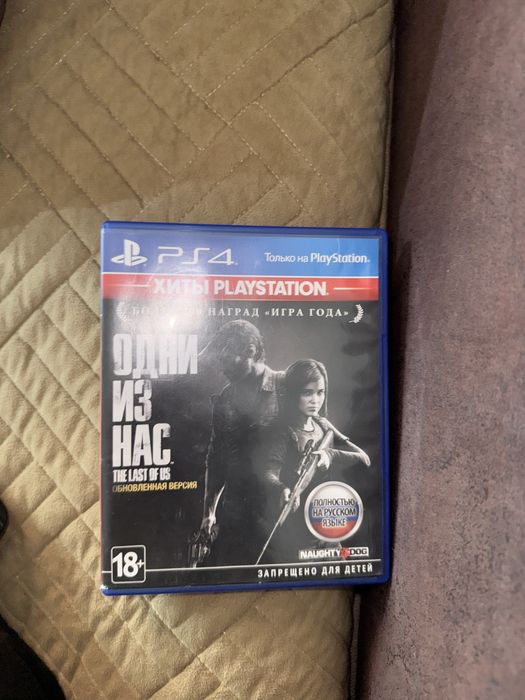 PS4
Только на PlayStation
ХИТЫ PLAYSTATION
НАГРАД «ИГРА ГОДА»
ОДНИ
ИЗ
НАС
THE LAST OF US
ОБНОВЛЕННАЯ ВЕРСИЯ
ПОЛНОСТЬЮ
НА РУССКОМ
ЯЗЫКЕ
NAUGHTY DOG
18+
ЗАПРЕЩЕНО ДЛЯ ДЕТЕЙ